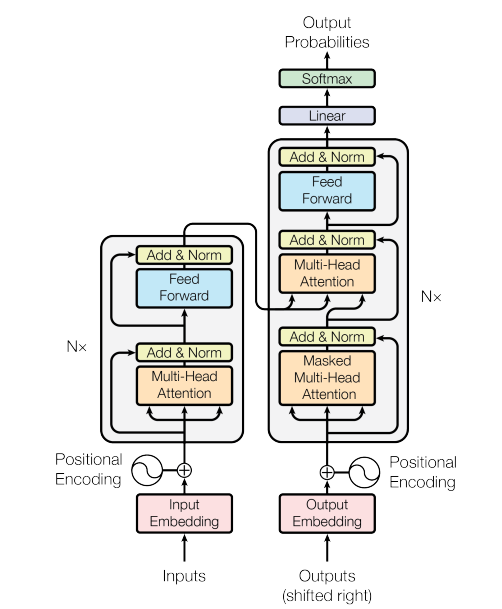 Output
Probabilities
Softmax
Linear
Add & Norm
Feed
Forward
Add & Norm
Multi-Head
Attention
Add & Norm
Masked
Multi-Head
Attention
N×
Add & Norm
Feed
Forward
N×
Add & Norm
Multi-Head
Attention
Positional
Encoding
Positional
Encoding
Input
Embedding
Output
Embedding
Inputs
Outputs
(shifted right)